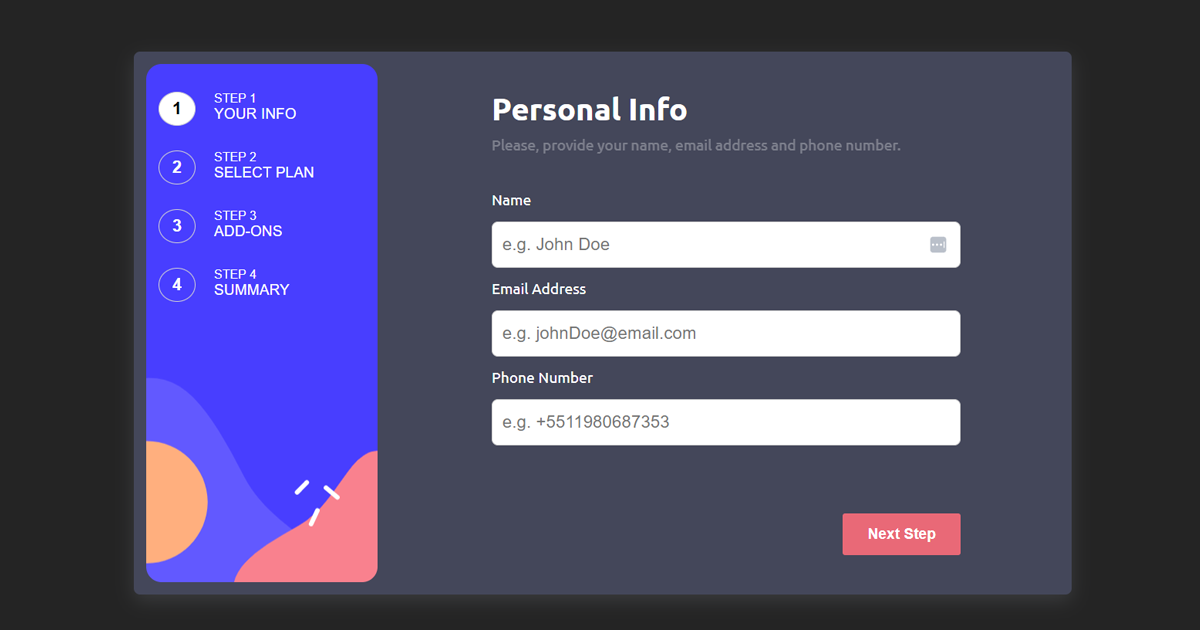 1
STEP 1
YOUR INFO
2
STEP 2
SELECT PLAN
3
STEP 3
ADD-ONS
4
STEP 4
SUMMARY
Personal Info
Please, provide your name, email address and phone number.
Name
e.g. John Doe
Email Address
e.g. johnDoe@email.com
Phone Number
e.g. +5511980687353
Next Step